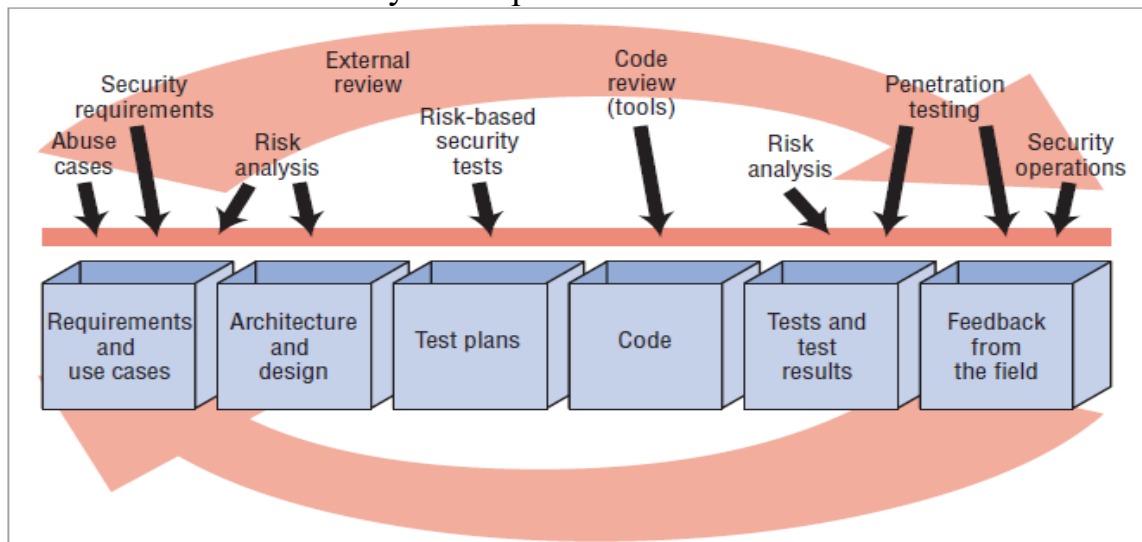 Security
requirements
Abuse
cases
Risk
analysis
External
review
Risk-based
security
tests
Code
review
(tools)
Risk
analysis
Penetration
testing
Security
operations
Requirements
and
use cases
Architecture
and
design
Test plans
Code
Tests and
test
results
Feedback
from
the field